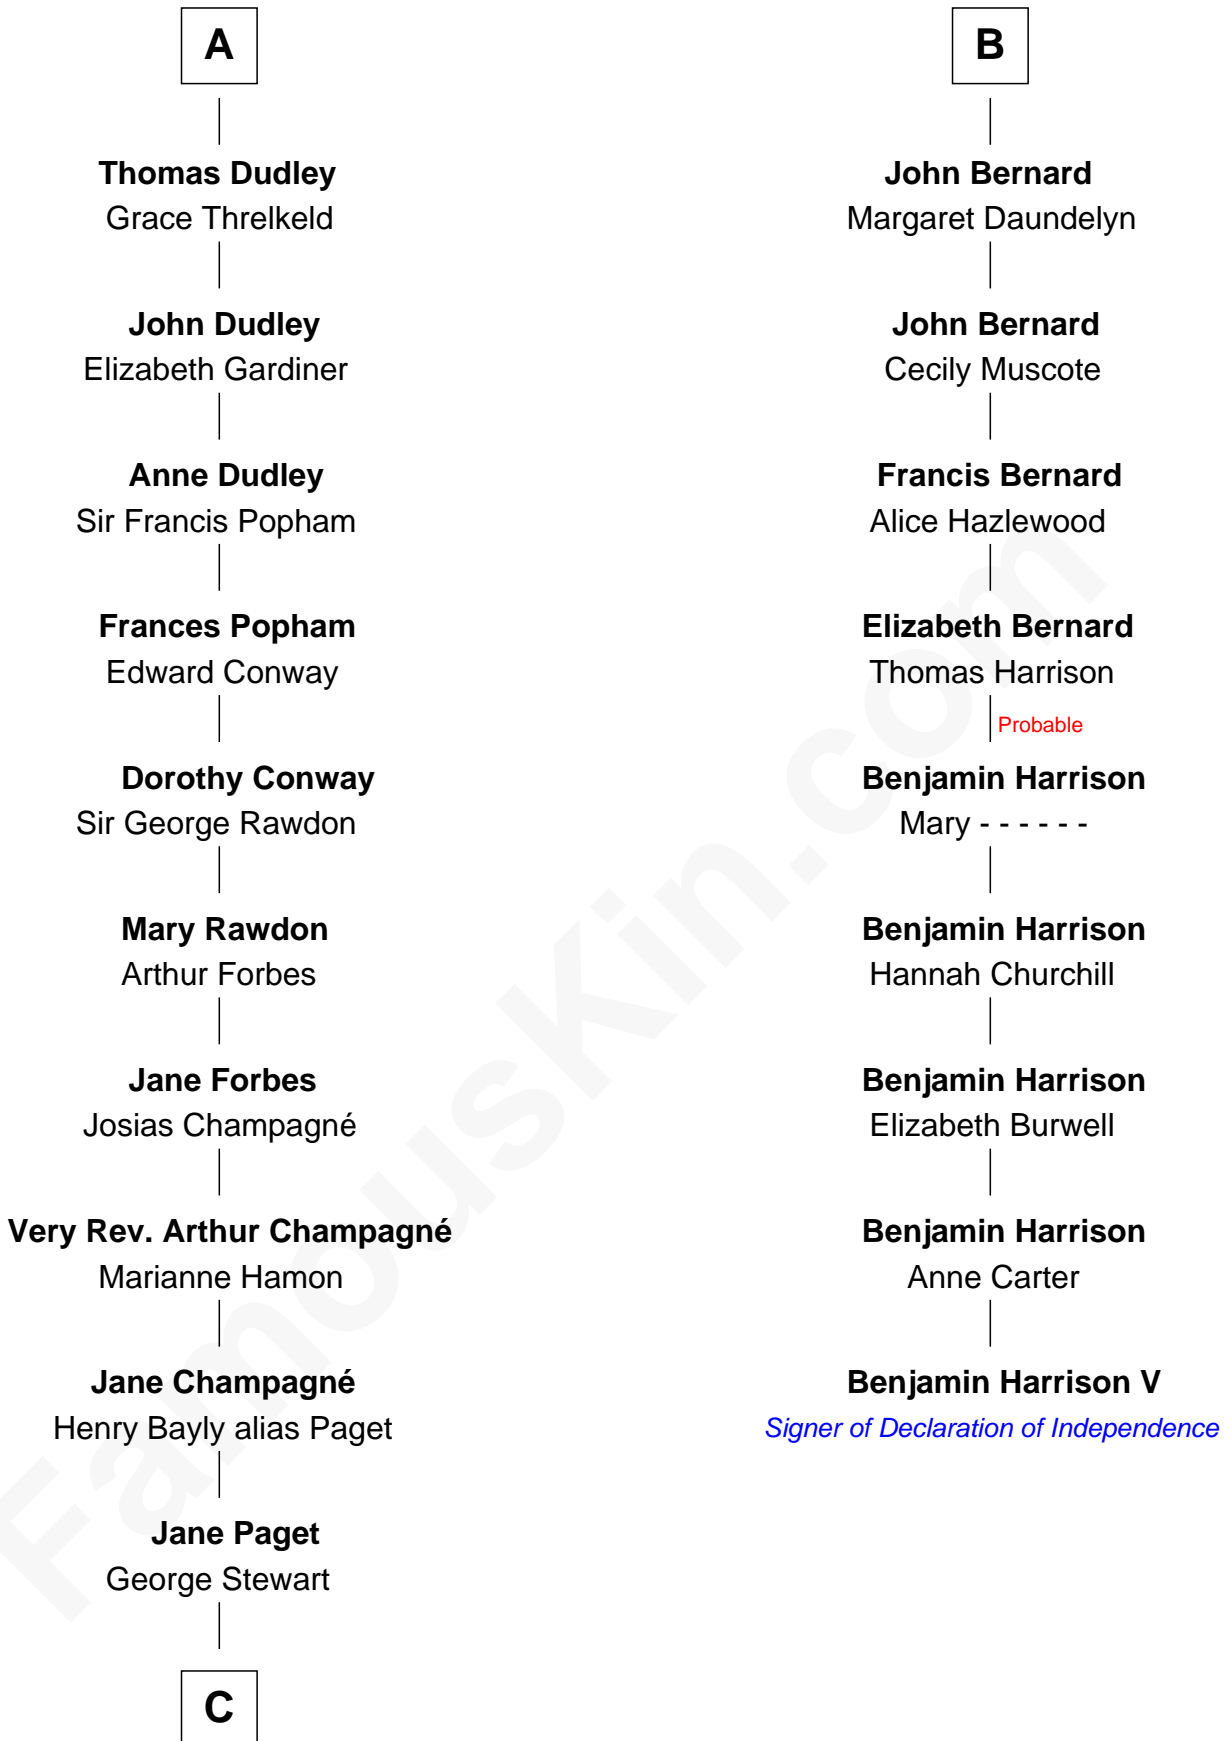 A
Thomas Dudley
Grace Threlkeld
John Dudley
Elizabeth Gardiner
Anne Dudley
Sir Francis Popham
Frances Popham
Edward Conway
Dorothy Conway
Sir George Rawdon
Mary Rawdon
Arthur Forbes
Jane Forbes
Josias Champagné
Very Rev. Arthur Champagné
Marianne Hamon
Jane Champagné
Henry Bayly alias Paget
Jane Paget
George Stewart
C
B
John Bernard
Margaret Daundelyn
John Bernard
Cecily Muscote
Francis Bernard
Alice Hazlewood
Elizabeth Bernard
Thomas Harrison
Probable
Benjamin Harrison
Mary - - - - - -
Benjamin Harrison
Hannah Churchill
Benjamin Harrison
Elizabeth Burwell
Benjamin Harrison
Anne Carter
Benjamin Harrison V
Signer of Declaration of Independence
FamousKin.com